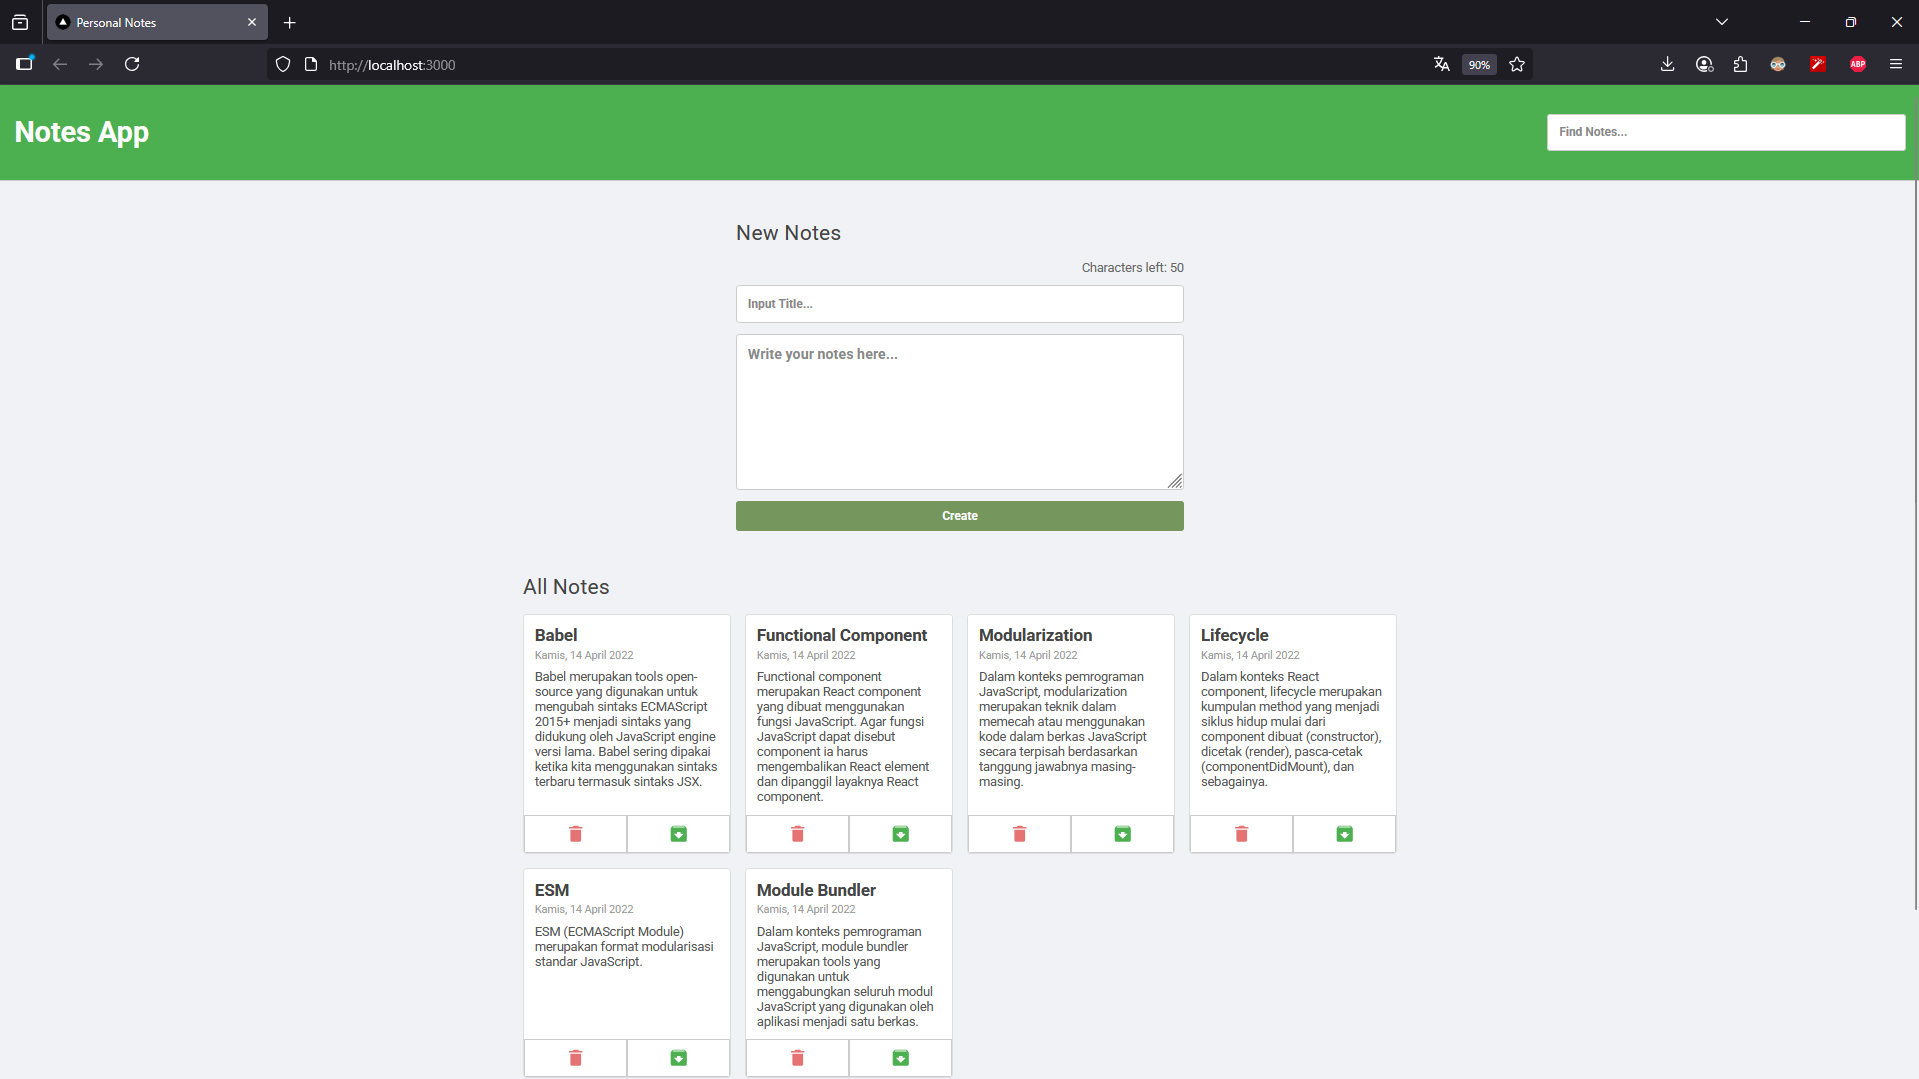 Personal Notes
http://localhost:3000
90%
ABP
Notes App
Find Notes...
New Notes
Characters left: 50
Input Title...
Write your notes here...
Create
All Notes
Babel
Kamis, 14 April 2022
Babel merupakan tools open-
source yang digunakan untuk
mengubah sintaks ECMAScript
2015+ menjadi sintaks yang
didukung oleh JavaScript engine
versi lama. Babel sering dipakai
ketika kita menggunakan sintaks
terbaru termasuk sintaks JSX.
Functional Component
Kamis, 14 April 2022
Functional component
merupakan React component
yang dibuat menggunakan
fungsi JavaScript. Agar fungsi
JavaScript dapat disebut
component ia harus
mengembalikan React element
dan dipanggil layaknya React
component.
Modularization
Kamis, 14 April 2022
Dalam konteks pemrograman
JavaScript, modularization
merupakan teknik dalam
memecah atau menggunakan
kode dalam berkas JavaScript
secara terpisah berdasarkan
tanggung jawabnya masing-
masing.
Lifecycle
Kamis, 14 April 2022
Dalam konteks React
component, lifecycle merupakan
kumpulan method yang menjadi
siklus hidup mulai dari
component dibuat (constructor),
dicetak (render), pasca-cetak
(componentDidMount), dan
sebagainya.
ESM
Kamis, 14 April 2022
ESM (ECMAScript Module)
merupakan format modularisasi
standar JavaScript.
Module Bundler
Kamis, 14 April 2022
Dalam konteks pemrograman
JavaScript, module bundler
merupakan tools yang
digunakan untuk
menggabungkan seluruh modul
JavaScript yang digunakan oleh
aplikasi menjadi satu berkas.